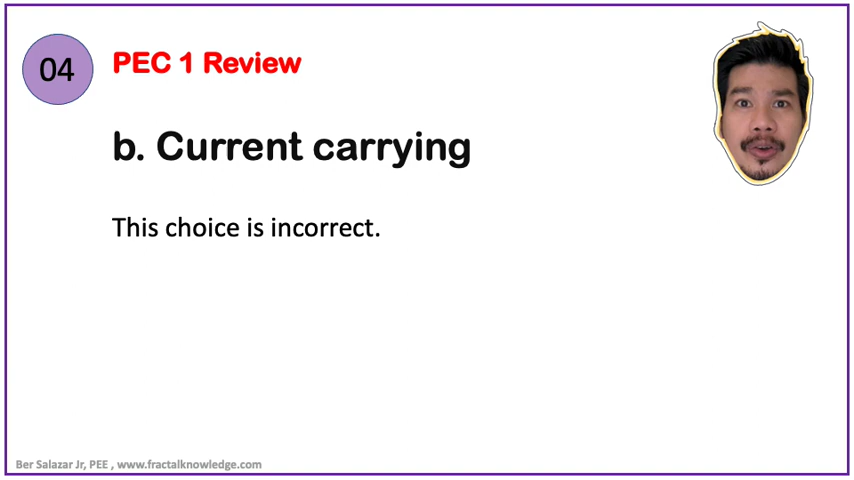 04
PEC 1 Review
b. Current carrying
This choice is incorrect.
Ber Salazar Jr, PEE , www.fractalknowledge.com